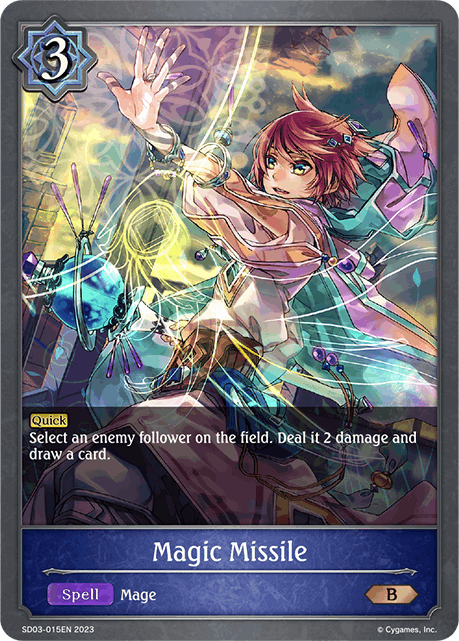 3
Quick
Select an enemy follower on the field. Deal it 2 damage and
draw a card.
Magic Missile
Spell Mage B
SD03-015EN 2023 © Cygames, Inc.